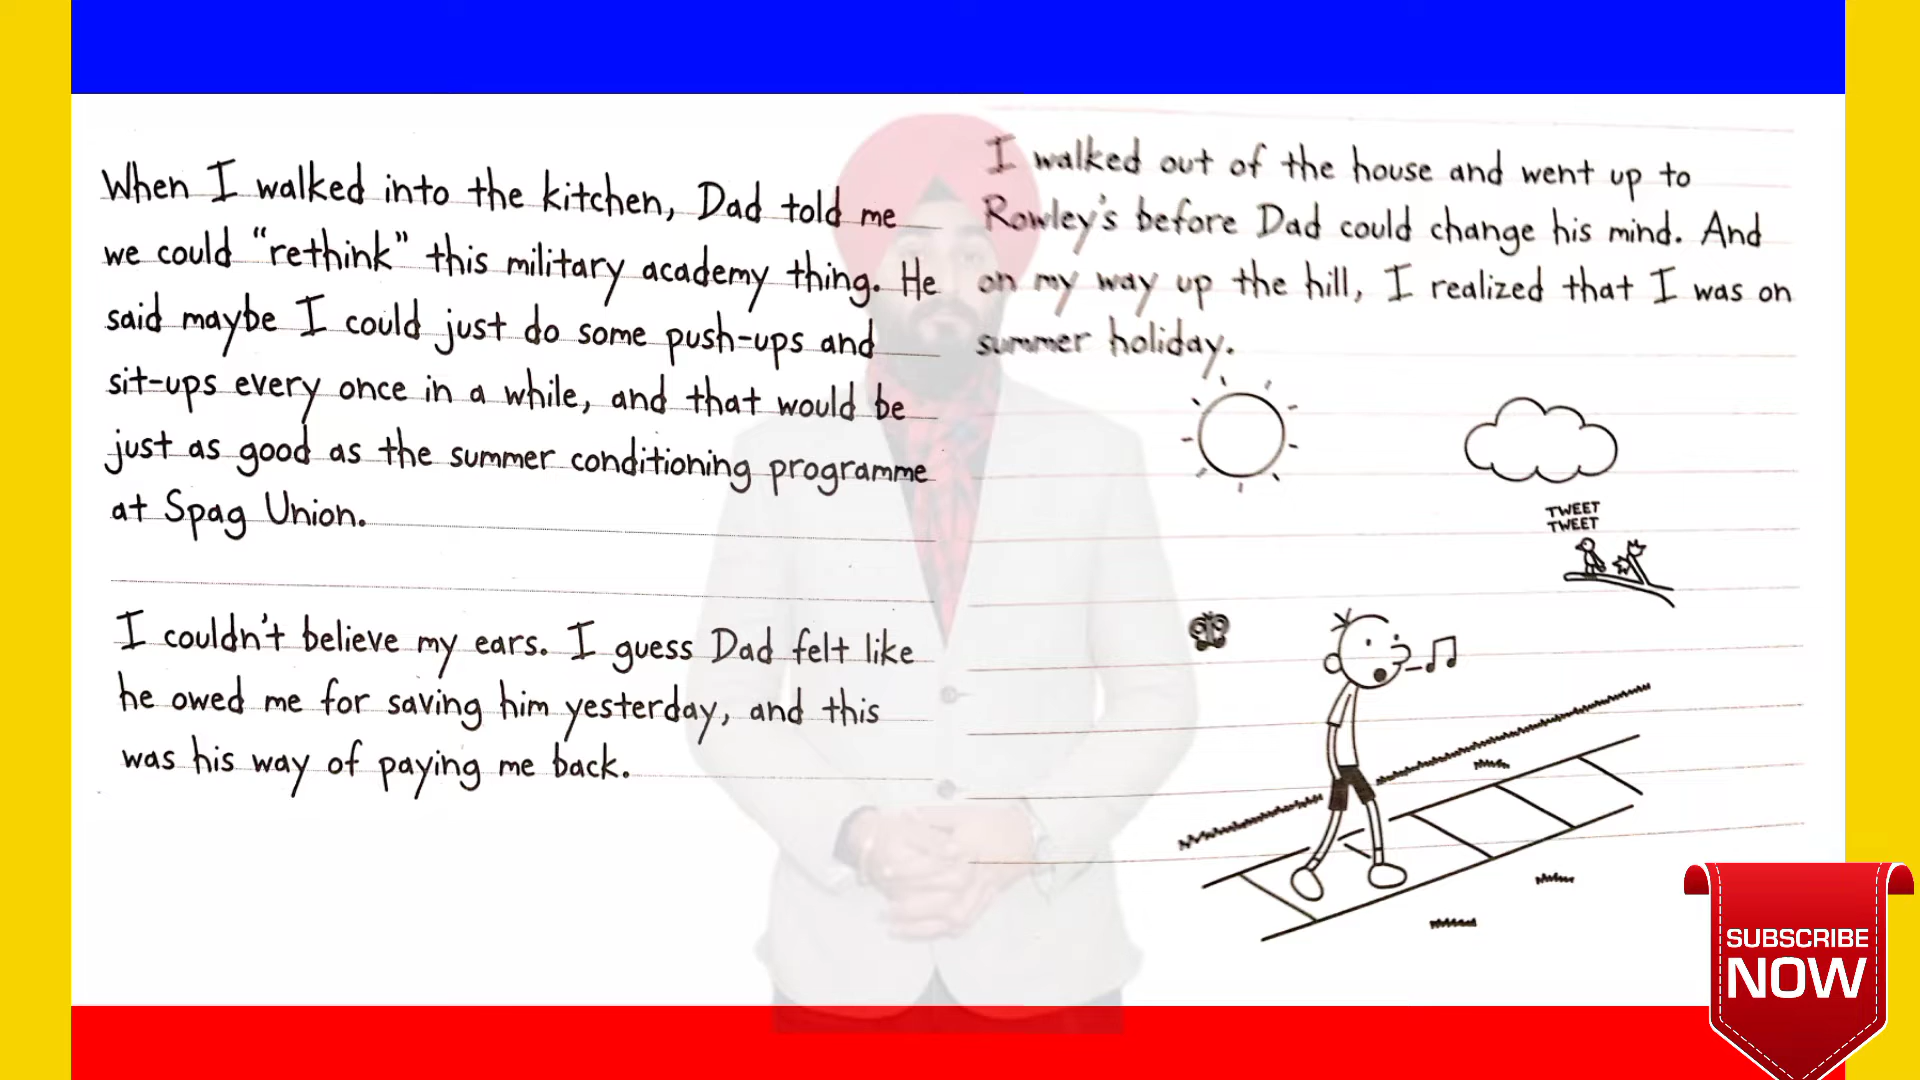 When I walked into the kitchen, Dad told me
we could “rethink” this military academy thing. He
said maybe I could just do some push-ups and
sit-ups every once in a while, and that would be
just as good as the summer conditioning programme
at Spag Union.
I couldn't believe my ears. I guess Dad felt like
he owed me for saving him yesterday, and this
was his way of paying me back.
I walked out of the house and went up to
Rowley's before Dad could change his mind. And
on my way up the hill, I realized that I was on
summer holiday.
TWEET
TWEET
SUBSCRIBE
NOW